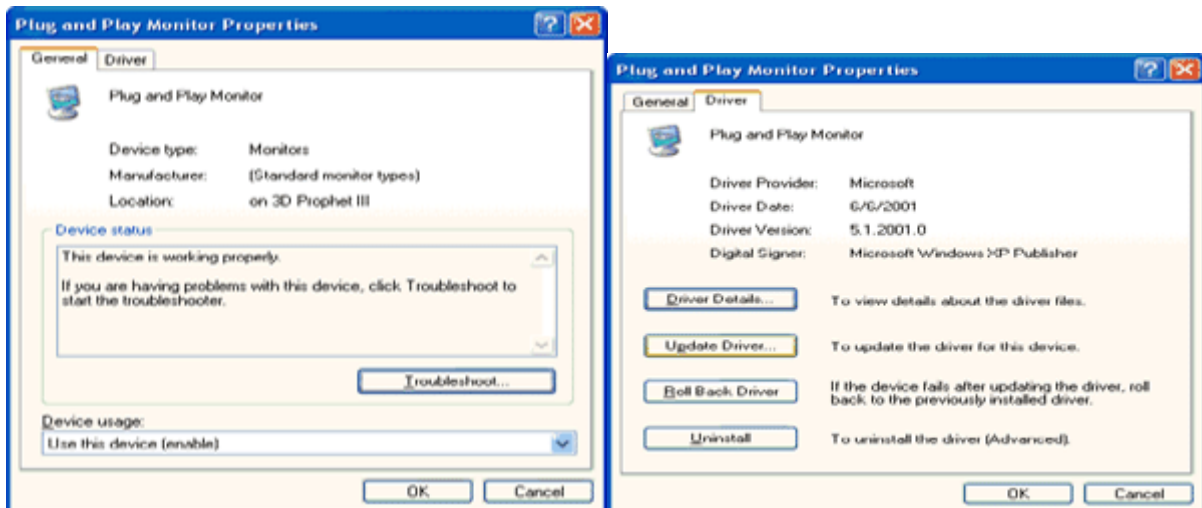 Plug and Play Monitor Properties
General Driver
Plug and Play Monitor
Device type: Monitors
Manufacturer: (Standard monitor types)
Location: on 3D Prophet III
Device status
This device is working properly.
If you are having problems with this device, click Troubleshoot to
start the troubleshooter.
Troubleshoot...
Device usage:
Use this device (enable)
OK Cancel
Plug and Play Monitor Properties
General Driver
Plug and Play Monitor
Driver Provider: Microsoft
Driver Date: 6/6/2001
Driver Version: 5.1.2001.0
Digital Signer: Microsoft Windows XP Publisher
Driver Details... To view details about the driver files.
Update Driver... To update the driver for this device.
Roll Back Driver If the device fails after updating the driver, roll
back to the previously installed driver.
Uninstall To uninstall the driver (Advanced).
OK Cancel